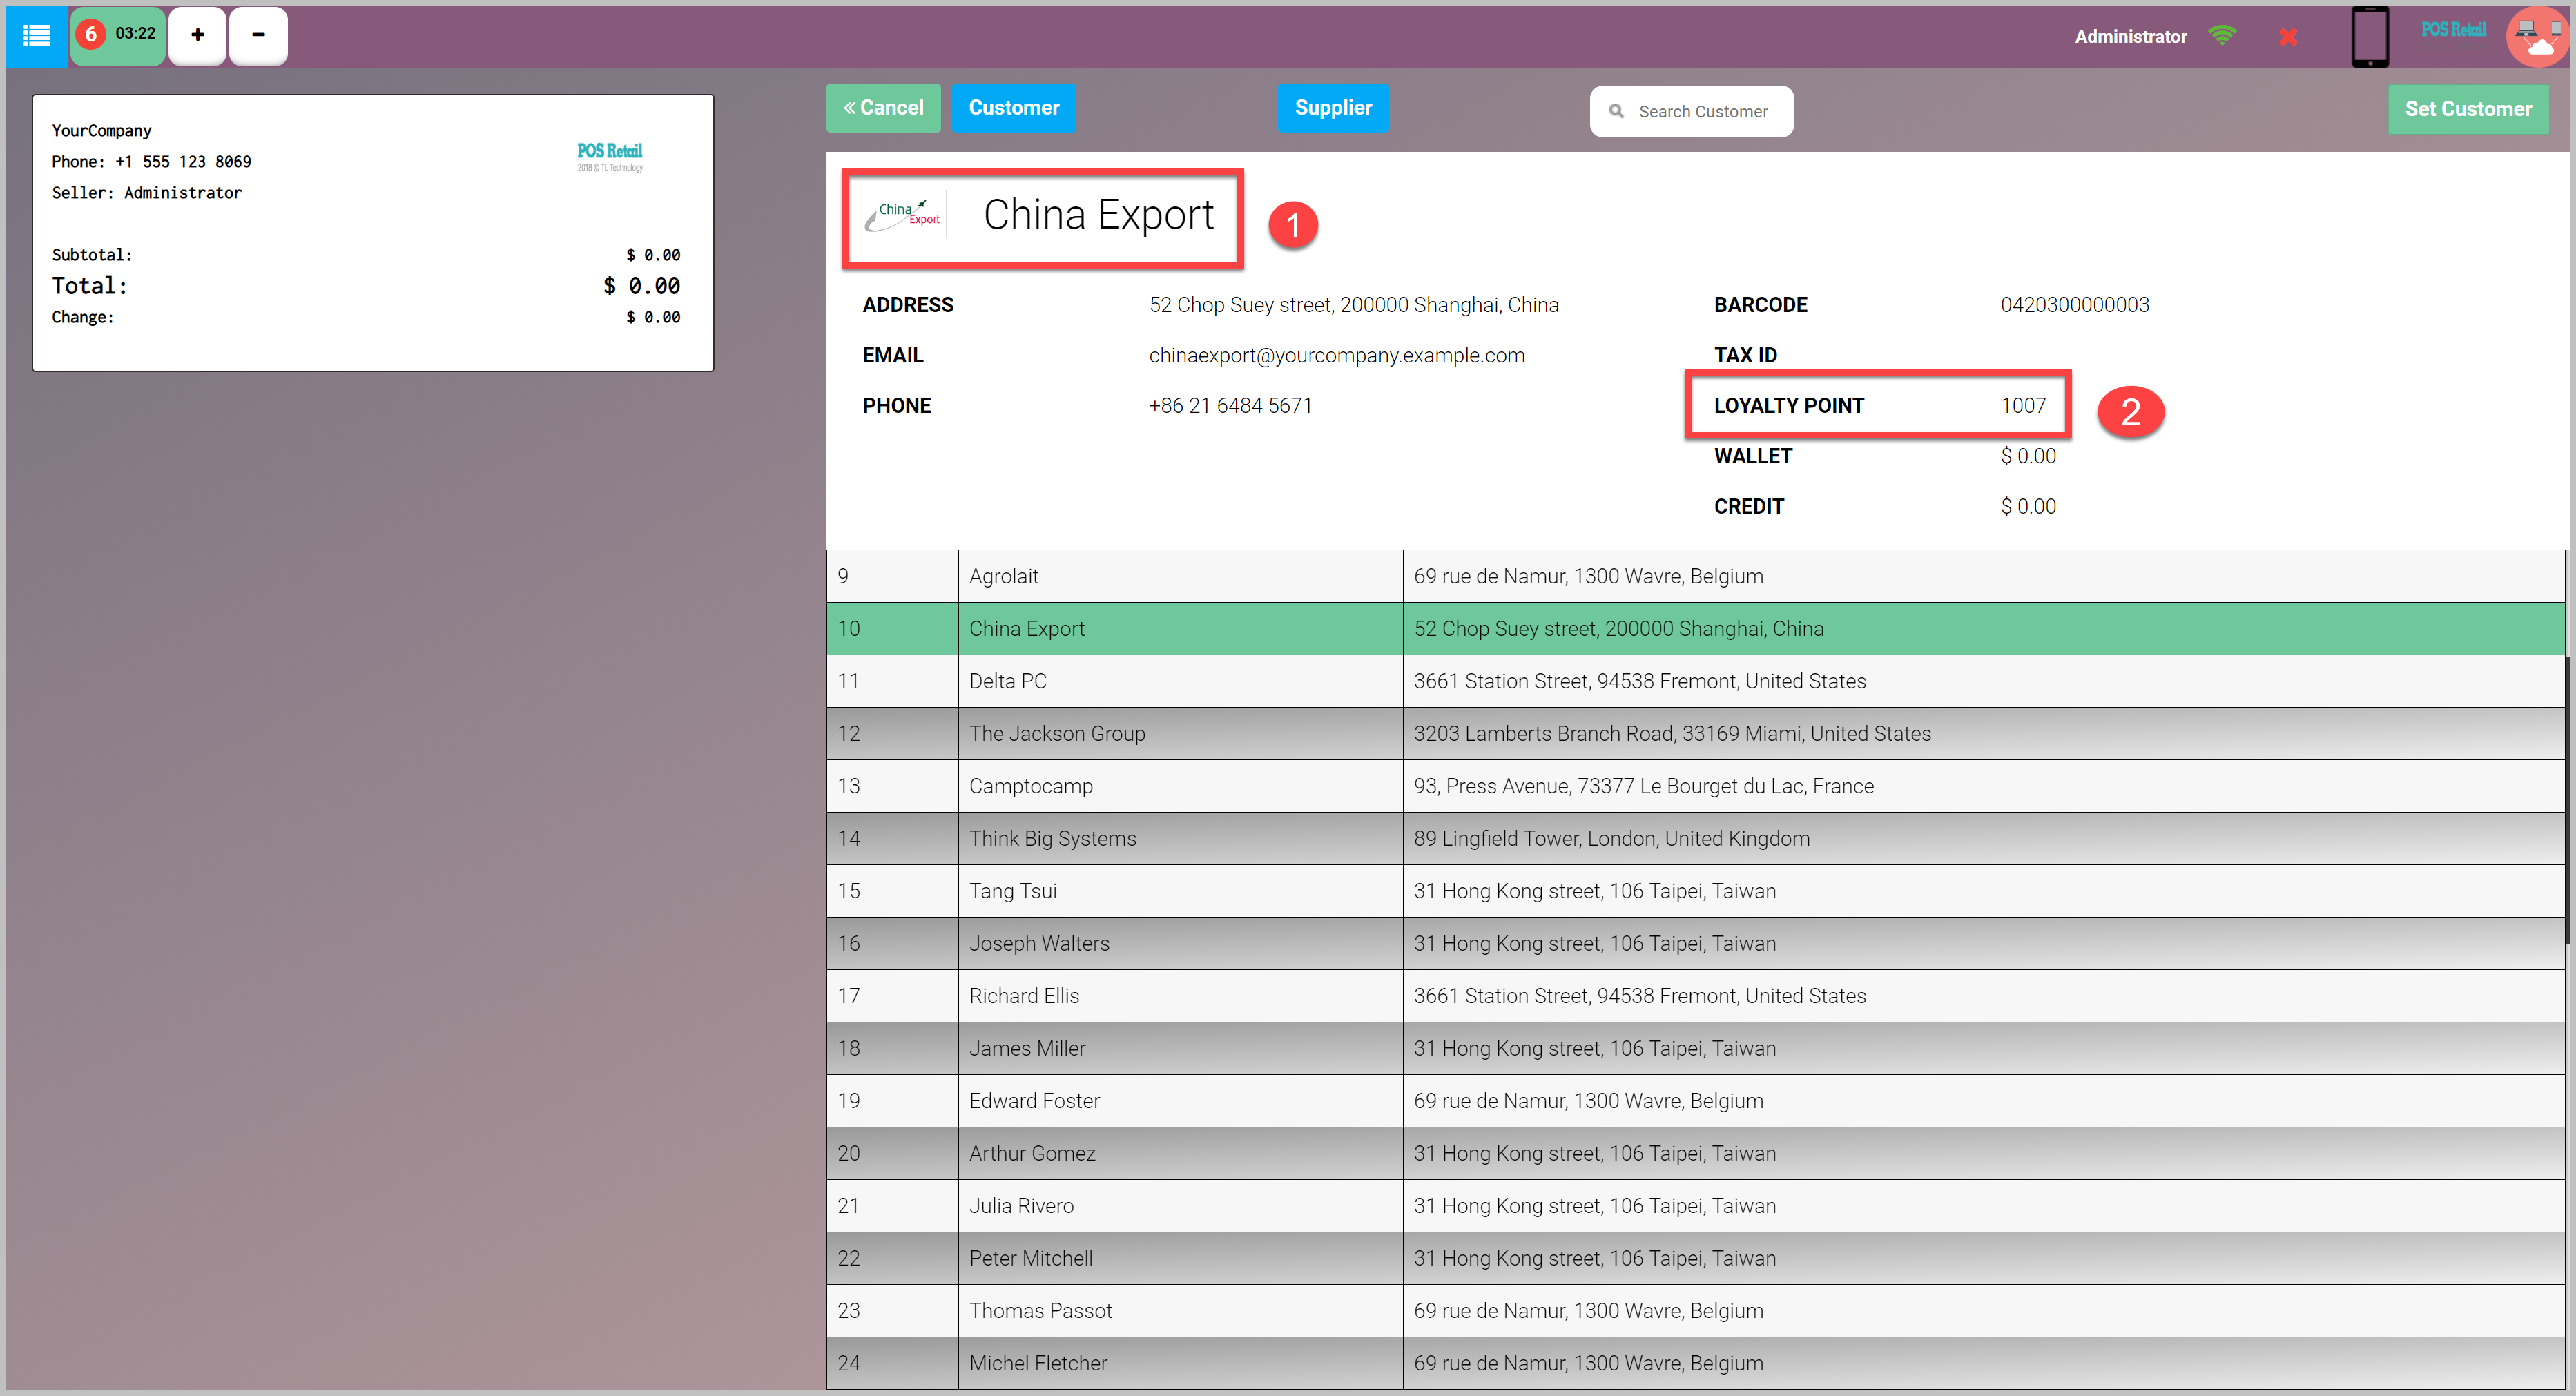 6 03:22 + -
Administrator POS Retail
YourCompany
Phone: +1 555 123 8069
Seller: Administrator
POS Retail
2018 © TL Technology
Subtotal: $ 0.00
Total: $ 0.00
Change: $ 0.00
« Cancel Customer Supplier Search Customer Set Customer
China Export China Export 1
ADDRESS 52 Chop Suey street, 200000 Shanghai, China BARCODE 0420300000003
EMAIL chinaexport@yourcompany.example.com TAX ID
PHONE +86 21 6484 5671 LOYALTY POINT 1007 2
WALLET $ 0.00
CREDIT $ 0.00
9 Agrolait 69 rue de Namur, 1300 Wavre, Belgium
10 China Export 52 Chop Suey street, 200000 Shanghai, China
11 Delta PC 3661 Station Street, 94538 Fremont, United States
12 The Jackson Group 3203 Lamberts Branch Road, 33169 Miami, United States
13 Camptocamp 93, Press Avenue, 73377 Le Bourget du Lac, France
14 Think Big Systems 89 Lingfield Tower, London, United Kingdom
15 Tang Tsui 31 Hong Kong street, 106 Taipei, Taiwan
16 Joseph Walters 31 Hong Kong street, 106 Taipei, Taiwan
17 Richard Ellis 3661 Station Street, 94538 Fremont, United States
18 James Miller 31 Hong Kong street, 106 Taipei, Taiwan
19 Edward Foster 69 rue de Namur, 1300 Wavre, Belgium
20 Arthur Gomez 31 Hong Kong street, 106 Taipei, Taiwan
21 Julia Rivero 31 Hong Kong street, 106 Taipei, Taiwan
22 Peter Mitchell 31 Hong Kong street, 106 Taipei, Taiwan
23 Thomas Passot 69 rue de Namur, 1300 Wavre, Belgium
24 Michel Fletcher 69 rue de Namur, 1300 Wavre, Belgium